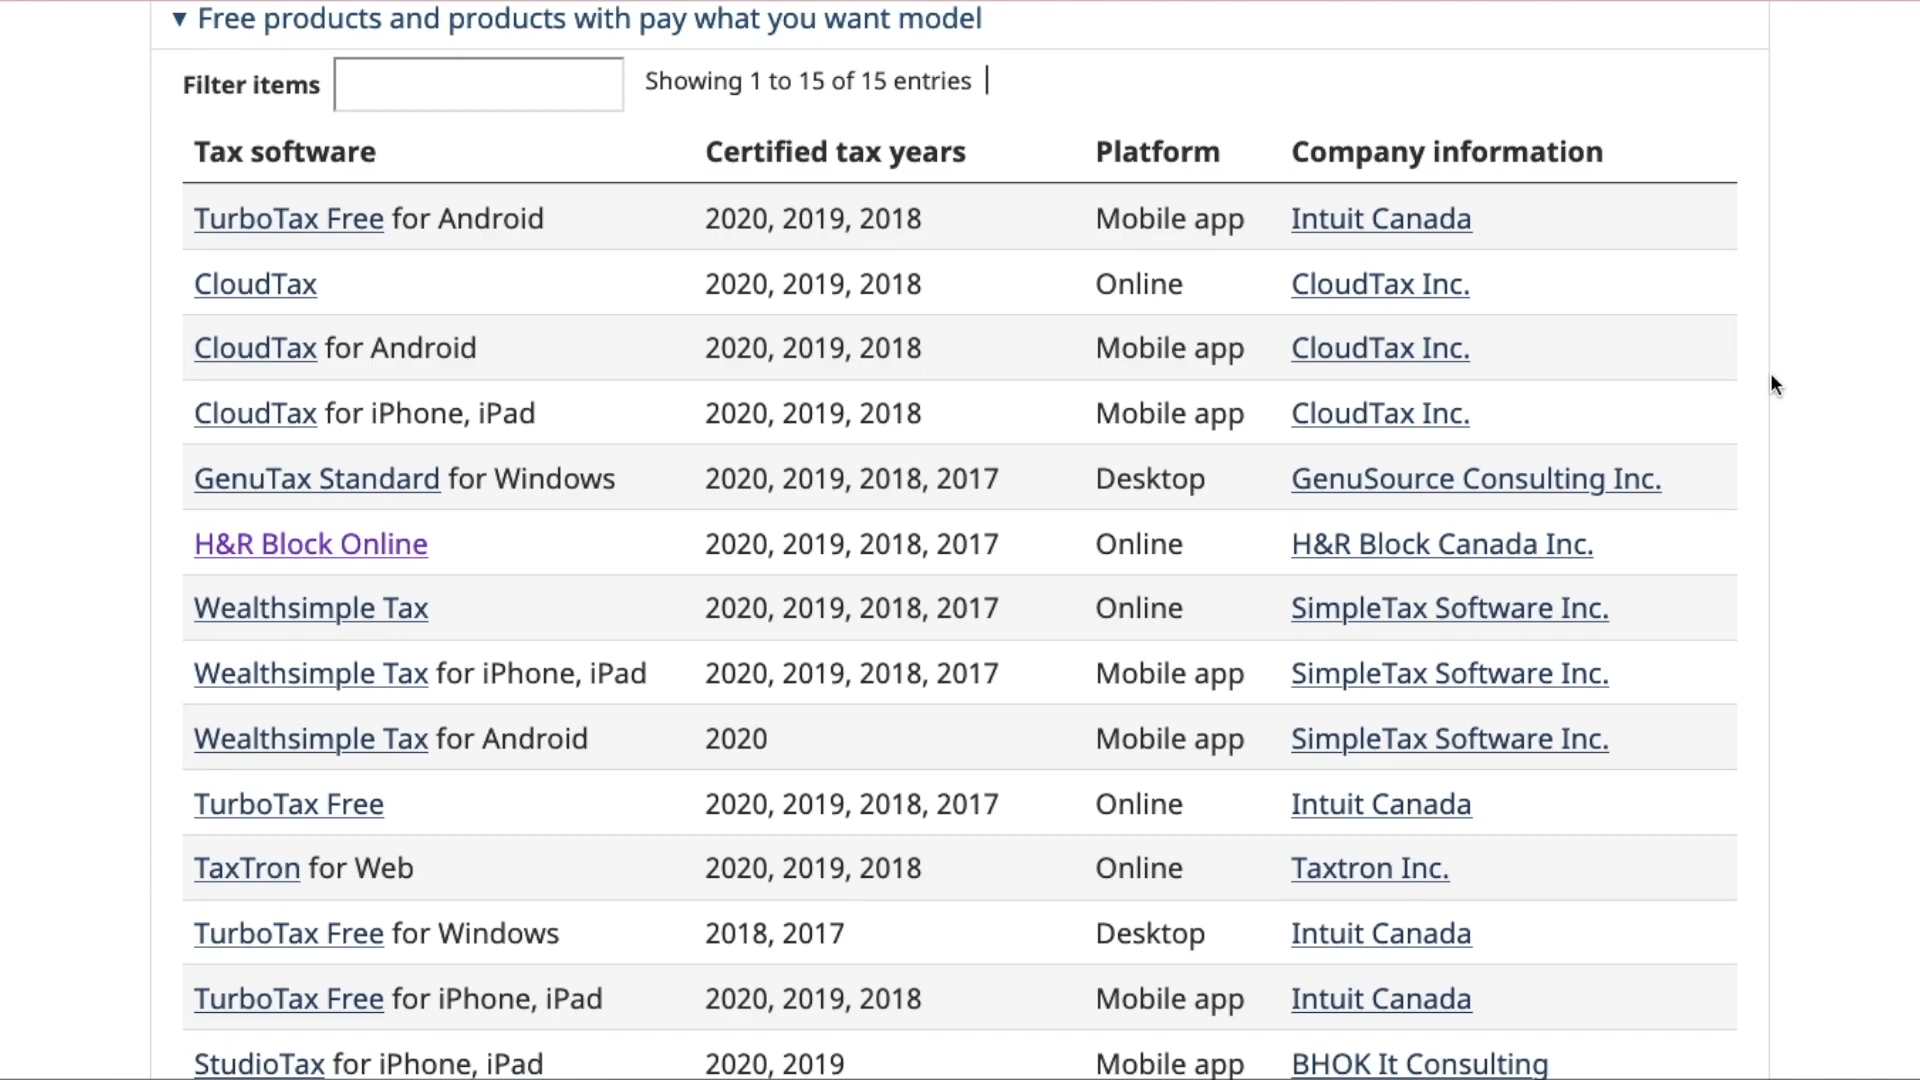 ▼ Free products and products with pay what you want model
Filter items Showing 1 to 15 of 15 entries |
Tax software Certified tax years Platform Company information
TurboTax Free for Android 2020, 2019, 2018 Mobile app Intuit Canada
CloudTax 2020, 2019, 2018 Online CloudTax Inc.
CloudTax for Android 2020, 2019, 2018 Mobile app CloudTax Inc.
CloudTax for iPhone, iPad 2020, 2019, 2018 Mobile app CloudTax Inc.
GenuTax Standard for Windows 2020, 2019, 2018, 2017 Desktop GenuSource Consulting Inc.
H&R Block Online 2020, 2019, 2018, 2017 Online H&R Block Canada Inc.
Wealthsimple Tax 2020, 2019, 2018, 2017 Online SimpleTax Software Inc.
Wealthsimple Tax for iPhone, iPad 2020, 2019, 2018, 2017 Mobile app SimpleTax Software Inc.
Wealthsimple Tax for Android 2020 Mobile app SimpleTax Software Inc.
TurboTax Free 2020, 2019, 2018, 2017 Online Intuit Canada
TaxTron for Web 2020, 2019, 2018 Online Taxtron Inc.
TurboTax Free for Windows 2018, 2017 Desktop Intuit Canada
TurboTax Free for iPhone, iPad 2020, 2019, 2018 Mobile app Intuit Canada
StudioTax for iPhone, iPad 2020, 2019 Mobile app BHOK It Consulting